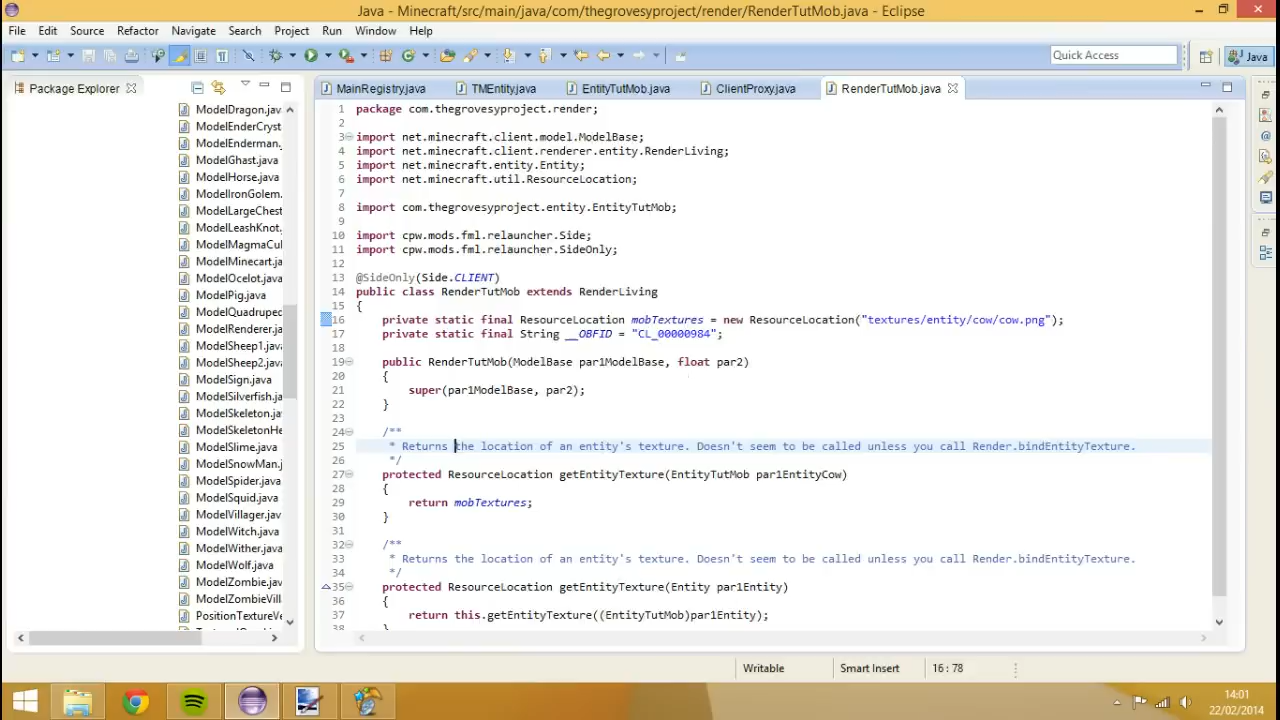 Java - Minecraft/src/main/java/com/thegrovesyproject/render/RenderTutMob.java - Eclipse
File Edit Source Refactor Navigate Search Project Run Window Help
Quick Access
Java
Package Explorer
MainRegistry.java TMEntity.java EntityTutMob.java ClientProxy.java RenderTutMob.java
ModelDragon.java
ModelEnderCryst
ModelEnderman.
ModelGhast.java
ModelHorse.java
ModelIronGolem.
ModelLargeChest
ModelLeashKnot.
ModelMagmaCu
ModelMinecart.java
ModelOcelot.java
ModelPig.java
ModelQuadruped
ModelRenderer.java
ModelSheep1.java
ModelSheep2.java
ModelSign.java
ModelSilverfish.java
ModelSkeleton.java
ModelSkeletonHe
ModelSlime.java
ModelSnowMan.j
ModelSpider.java
ModelSquid.java
ModelVillager.java
ModelWitch.java
ModelWither.java
ModelWolf.java
ModelZombie.java
ModelZombieVil
PositionTextureVe
1 package com.thegrovesyproject.render;
2
3 import net.minecraft.client.model.ModelBase;
4 import net.minecraft.client.renderer.entity.RenderLiving;
5 import net.minecraft.entity.Entity;
6 import net.minecraft.util.ResourceLocation;
7
8 import com.thegrovesyproject.entity.EntityTutMob;
9
10 import cpw.mods.fml.relauncher.Side;
11 import cpw.mods.fml.relauncher.SideOnly;
12
13 @SideOnly(Side.CLIENT)
14 public class RenderTutMob extends RenderLiving
15 {
16 private static final ResourceLocation mobTextures = new ResourceLocation("textures/entity/cow/cow.png");
17 private static final String __OBFID = "CL_00000984";
18
19 public RenderTutMob(ModelBase par1ModelBase, float par2)
20 {
21 super(par1ModelBase, par2);
22 }
23
24 /**
25 * Returns the location of an entity's texture. Doesn't seem to be called unless you call Render.bindEntityTexture.
26 */
27 protected ResourceLocation getEntityTexture(EntityTutMob par1EntityCow)
28 {
29 return mobTextures;
30 }
31
32 /**
33 * Returns the location of an entity's texture. Doesn't seem to be called unless you call Render.bindEntityTexture.
34 */
35 protected ResourceLocation getEntityTexture(Entity par1Entity)
36 {
37 return this.getEntityTexture((EntityTutMob)par1Entity);
38 }
Writable Smart Insert 16 : 78
14:01
22/02/2014